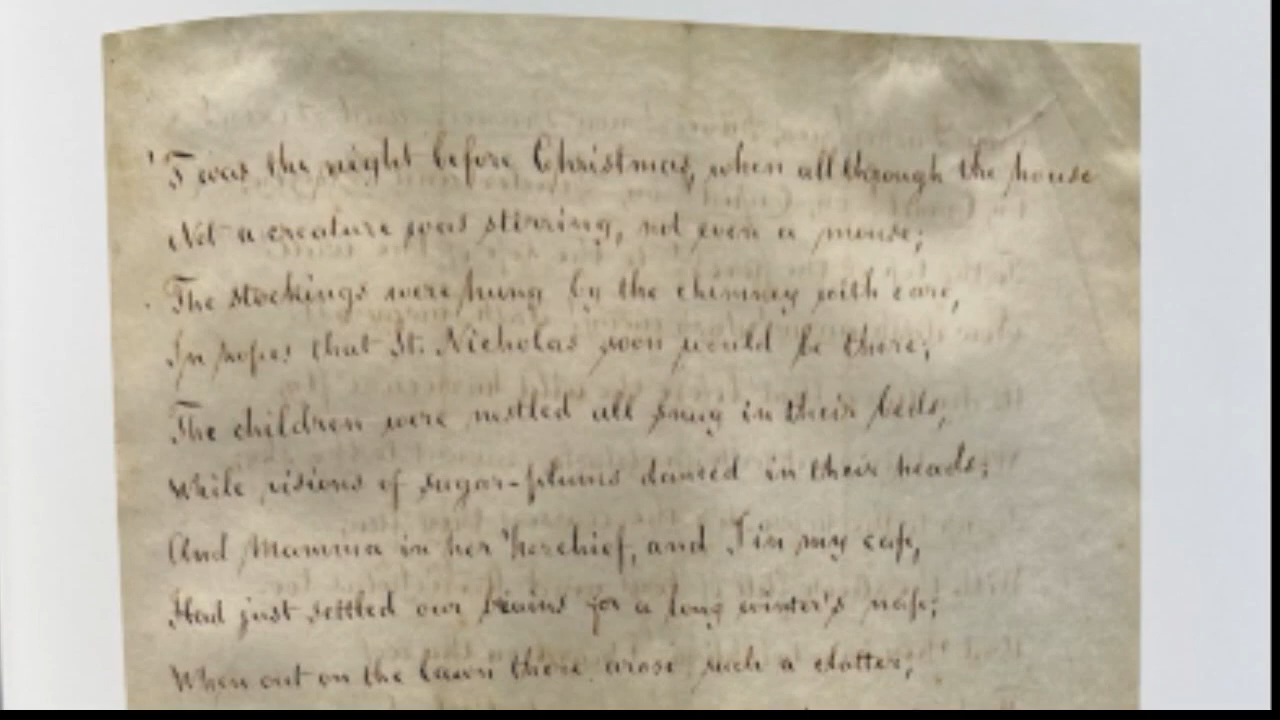 'Twas the night before Christmas, when all through the house
Not a creature was stirring, not even a mouse;
The stockings were hung by the chimney with care,
In hopes that St. Nicholas soon would be there;
The children were nestled all snug in their beds,
While visions of sugar-plums danced in their heads;
And Mamma in her 'kerchief, and I in my cap,
Had just settled our brains for a long winter's nap;
When out on the lawn there arose such a clatter,